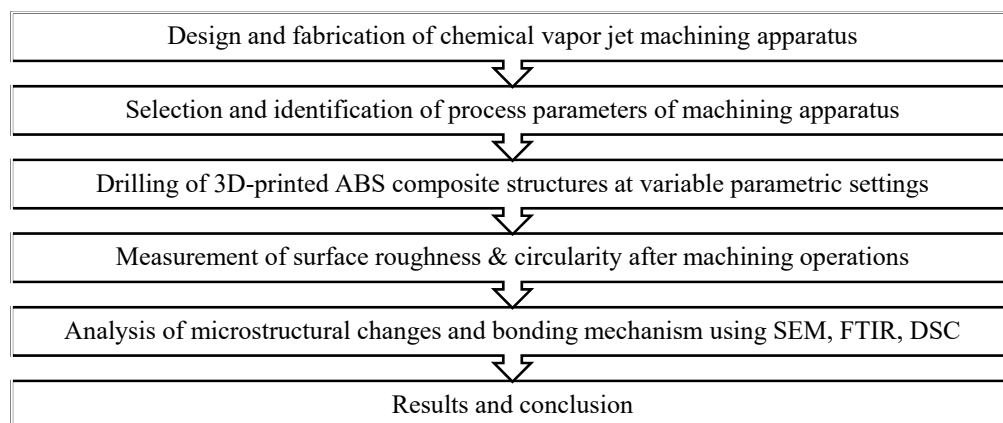 Design and fabrication of chemical vapor jet machining apparatus
Selection and identification of process parameters of machining apparatus
Drilling of 3D-printed ABS composite structures at variable parametric settings
Measurement of surface roughness & circularity after machining operations
Analysis of microstructural changes and bonding mechanism using SEM, FTIR, DSC
Results and conclusion